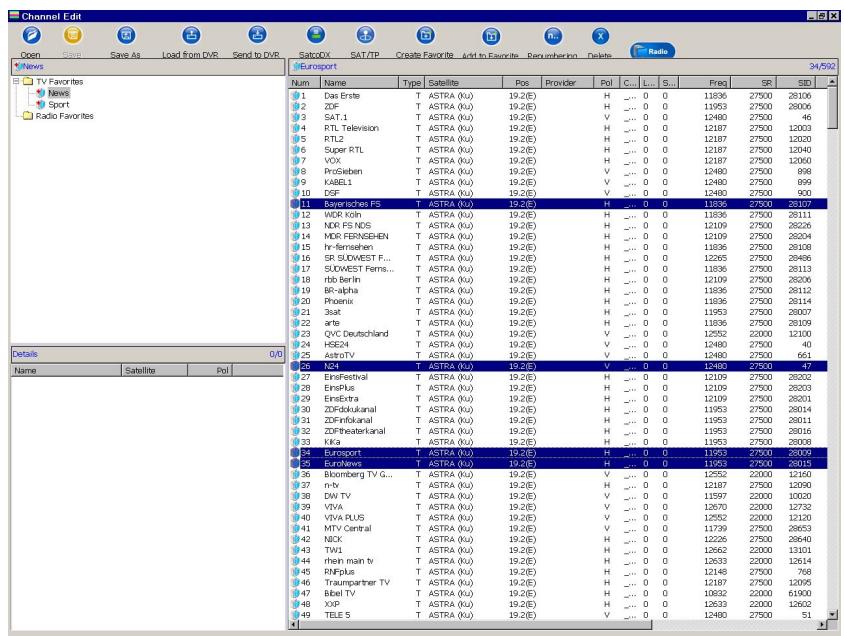 Channel Edit
Open Save Save As Load from DVR Send to DVR SatcoDX SAT/TP Create Favorite Add to Favorite Renumbering Delete Radio
News
Eurosport 34/592
TV Favorites
News
Sport
Radio Favorites
Details 0/0
Name Satellite Pol
Num Name Type Satellite Pos Provider Pol C... L... S... Freq SR SID
1 Das Erste T ASTRA (Ku) 19.2(E) H _... 0 0 11836 27500 28106
2 ZDF T ASTRA (Ku) 19.2(E) H _... 0 0 11953 27500 28006
3 SAT.1 T ASTRA (Ku) 19.2(E) V _... 0 0 12480 27500 46
4 RTL Television T ASTRA (Ku) 19.2(E) H _... 0 0 12187 27500 12003
5 RTL2 T ASTRA (Ku) 19.2(E) H _... 0 0 12187 27500 12020
6 Super RTL T ASTRA (Ku) 19.2(E) H _... 0 0 12187 27500 12040
7 VOX T ASTRA (Ku) 19.2(E) H _... 0 0 12187 27500 12060
8 ProSieben T ASTRA (Ku) 19.2(E) V _... 0 0 12480 27500 898
9 KABEL1 T ASTRA (Ku) 19.2(E) V _... 0 0 12480 27500 899
10 DSF T ASTRA (Ku) 19.2(E) V _... 0 0 12480 27500 900
11 Bayerisches FS T ASTRA (Ku) 19.2(E) H _... 0 0 11836 27500 28107
12 WDR Köln T ASTRA (Ku) 19.2(E) H _... 0 0 11836 27500 28111
13 NDR FS NDS T ASTRA (Ku) 19.2(E) H _... 0 0 12109 27500 28226
14 MDR FERNSEHEN T ASTRA (Ku) 19.2(E) H _... 0 0 12109 27500 28204
15 hr-fernsehen T ASTRA (Ku) 19.2(E) H _... 0 0 11836 27500 28108
16 SR SÜDWEST F... T ASTRA (Ku) 19.2(E) H _... 0 0 12265 27500 28486
17 SÜDWEST Ferns... T ASTRA (Ku) 19.2(E) H _... 0 0 11836 27500 28113
18 rbb Berlin T ASTRA (Ku) 19.2(E) H _... 0 0 12109 27500 28206
19 BR-alpha T ASTRA (Ku) 19.2(E) H _... 0 0 11836 27500 28112
20 Phoenix T ASTRA (Ku) 19.2(E) H _... 0 0 11836 27500 28114
21 3sat T ASTRA (Ku) 19.2(E) H _... 0 0 11953 27500 28007
22 arte T ASTRA (Ku) 19.2(E) H _... 0 0 11836 27500 28109
23 QVC Deutschland T ASTRA (Ku) 19.2(E) V _... 0 0 12552 22000 12100
24 HSE24 T ASTRA (Ku) 19.2(E) V _... 0 0 12480 27500 40
25 AstroTV T ASTRA (Ku) 19.2(E) V _... 0 0 12480 27500 661
26 N24 T ASTRA (Ku) 19.2(E) V _... 0 0 12480 27500 47
27 EinsFestival T ASTRA (Ku) 19.2(E) H _... 0 0 12109 27500 28202
28 EinsPlus T ASTRA (Ku) 19.2(E) H _... 0 0 12109 27500 28203
29 EinsExtra T ASTRA (Ku) 19.2(E) H _... 0 0 12109 27500 28201
30 ZDFdokukanal T ASTRA (Ku) 19.2(E) H _... 0 0 11953 27500 28014
31 ZDFinfokanal T ASTRA (Ku) 19.2(E) H _... 0 0 11953 27500 28011
32 ZDFtheaterkanal T ASTRA (Ku) 19.2(E) H _... 0 0 11953 27500 28016
33 KiKa T ASTRA (Ku) 19.2(E) H _... 0 0 11953 27500 28008
34 Eurosport T ASTRA (Ku) 19.2(E) H _... 0 0 11953 27500 28009
35 EuroNews T ASTRA (Ku) 19.2(E) H _... 0 0 11953 27500 28015
36 Bloomberg TV G... T ASTRA (Ku) 19.2(E) V _... 0 0 12552 22000 12160
37 n-tv T ASTRA (Ku) 19.2(E) H _... 0 0 12187 27500 12090
38 DW TV T ASTRA (Ku) 19.2(E) V _... 0 0 11597 22000 10020
39 VIVA T ASTRA (Ku) 19.2(E) V _... 0 0 12670 22000 12732
40 VIVA PLUS T ASTRA (Ku) 19.2(E) V _... 0 0 12552 22000 12120
41 MTV Central T ASTRA (Ku) 19.2(E) V _... 0 0 11739 27500 28653
42 NICK T ASTRA (Ku) 19.2(E) H _... 0 0 12226 27500 28640
43 TW1 T ASTRA (Ku) 19.2(E) H _... 0 0 12662 22000 13101
44 rhein main tv T ASTRA (Ku) 19.2(E) H _... 0 0 12633 22000 12614
45 RNFplus T ASTRA (Ku) 19.2(E) H _... 0 0 12148 27500 768
46 Traumpartner TV T ASTRA (Ku) 19.2(E) H _... 0 0 12187 27500 12095
47 Bibel TV T ASTRA (Ku) 19.2(E) H _... 0 0 10832 22000 61900
48 XXP T ASTRA (Ku) 19.2(E) H _... 0 0 12633 22000 12602
49 TELE 5 T ASTRA (Ku) 19.2(E) V _... 0 0 12480 27500 51